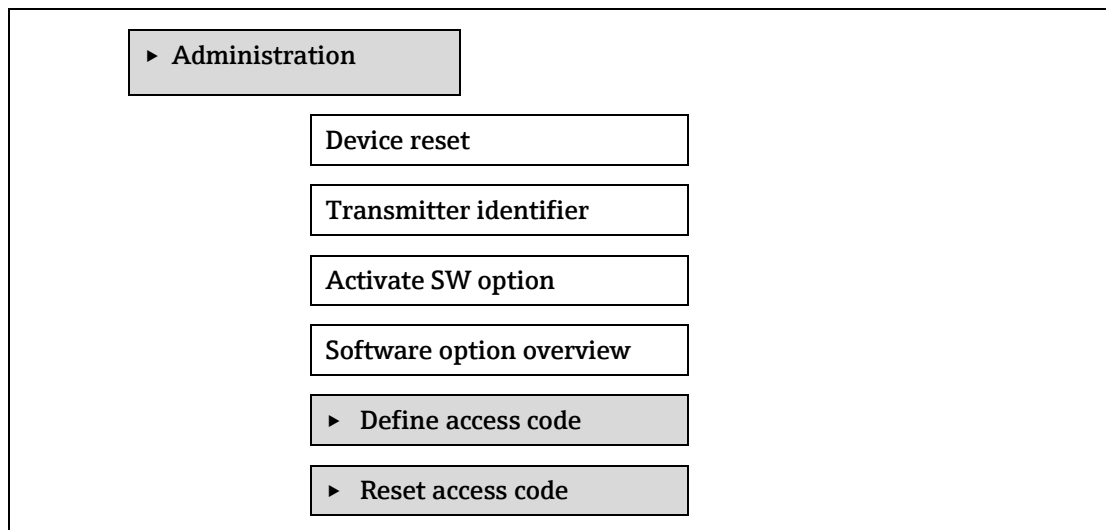 ▸ Administration
Device reset
Transmitter identifier
Activate SW option
Software option overview
▸ Define access code
▸ Reset access code